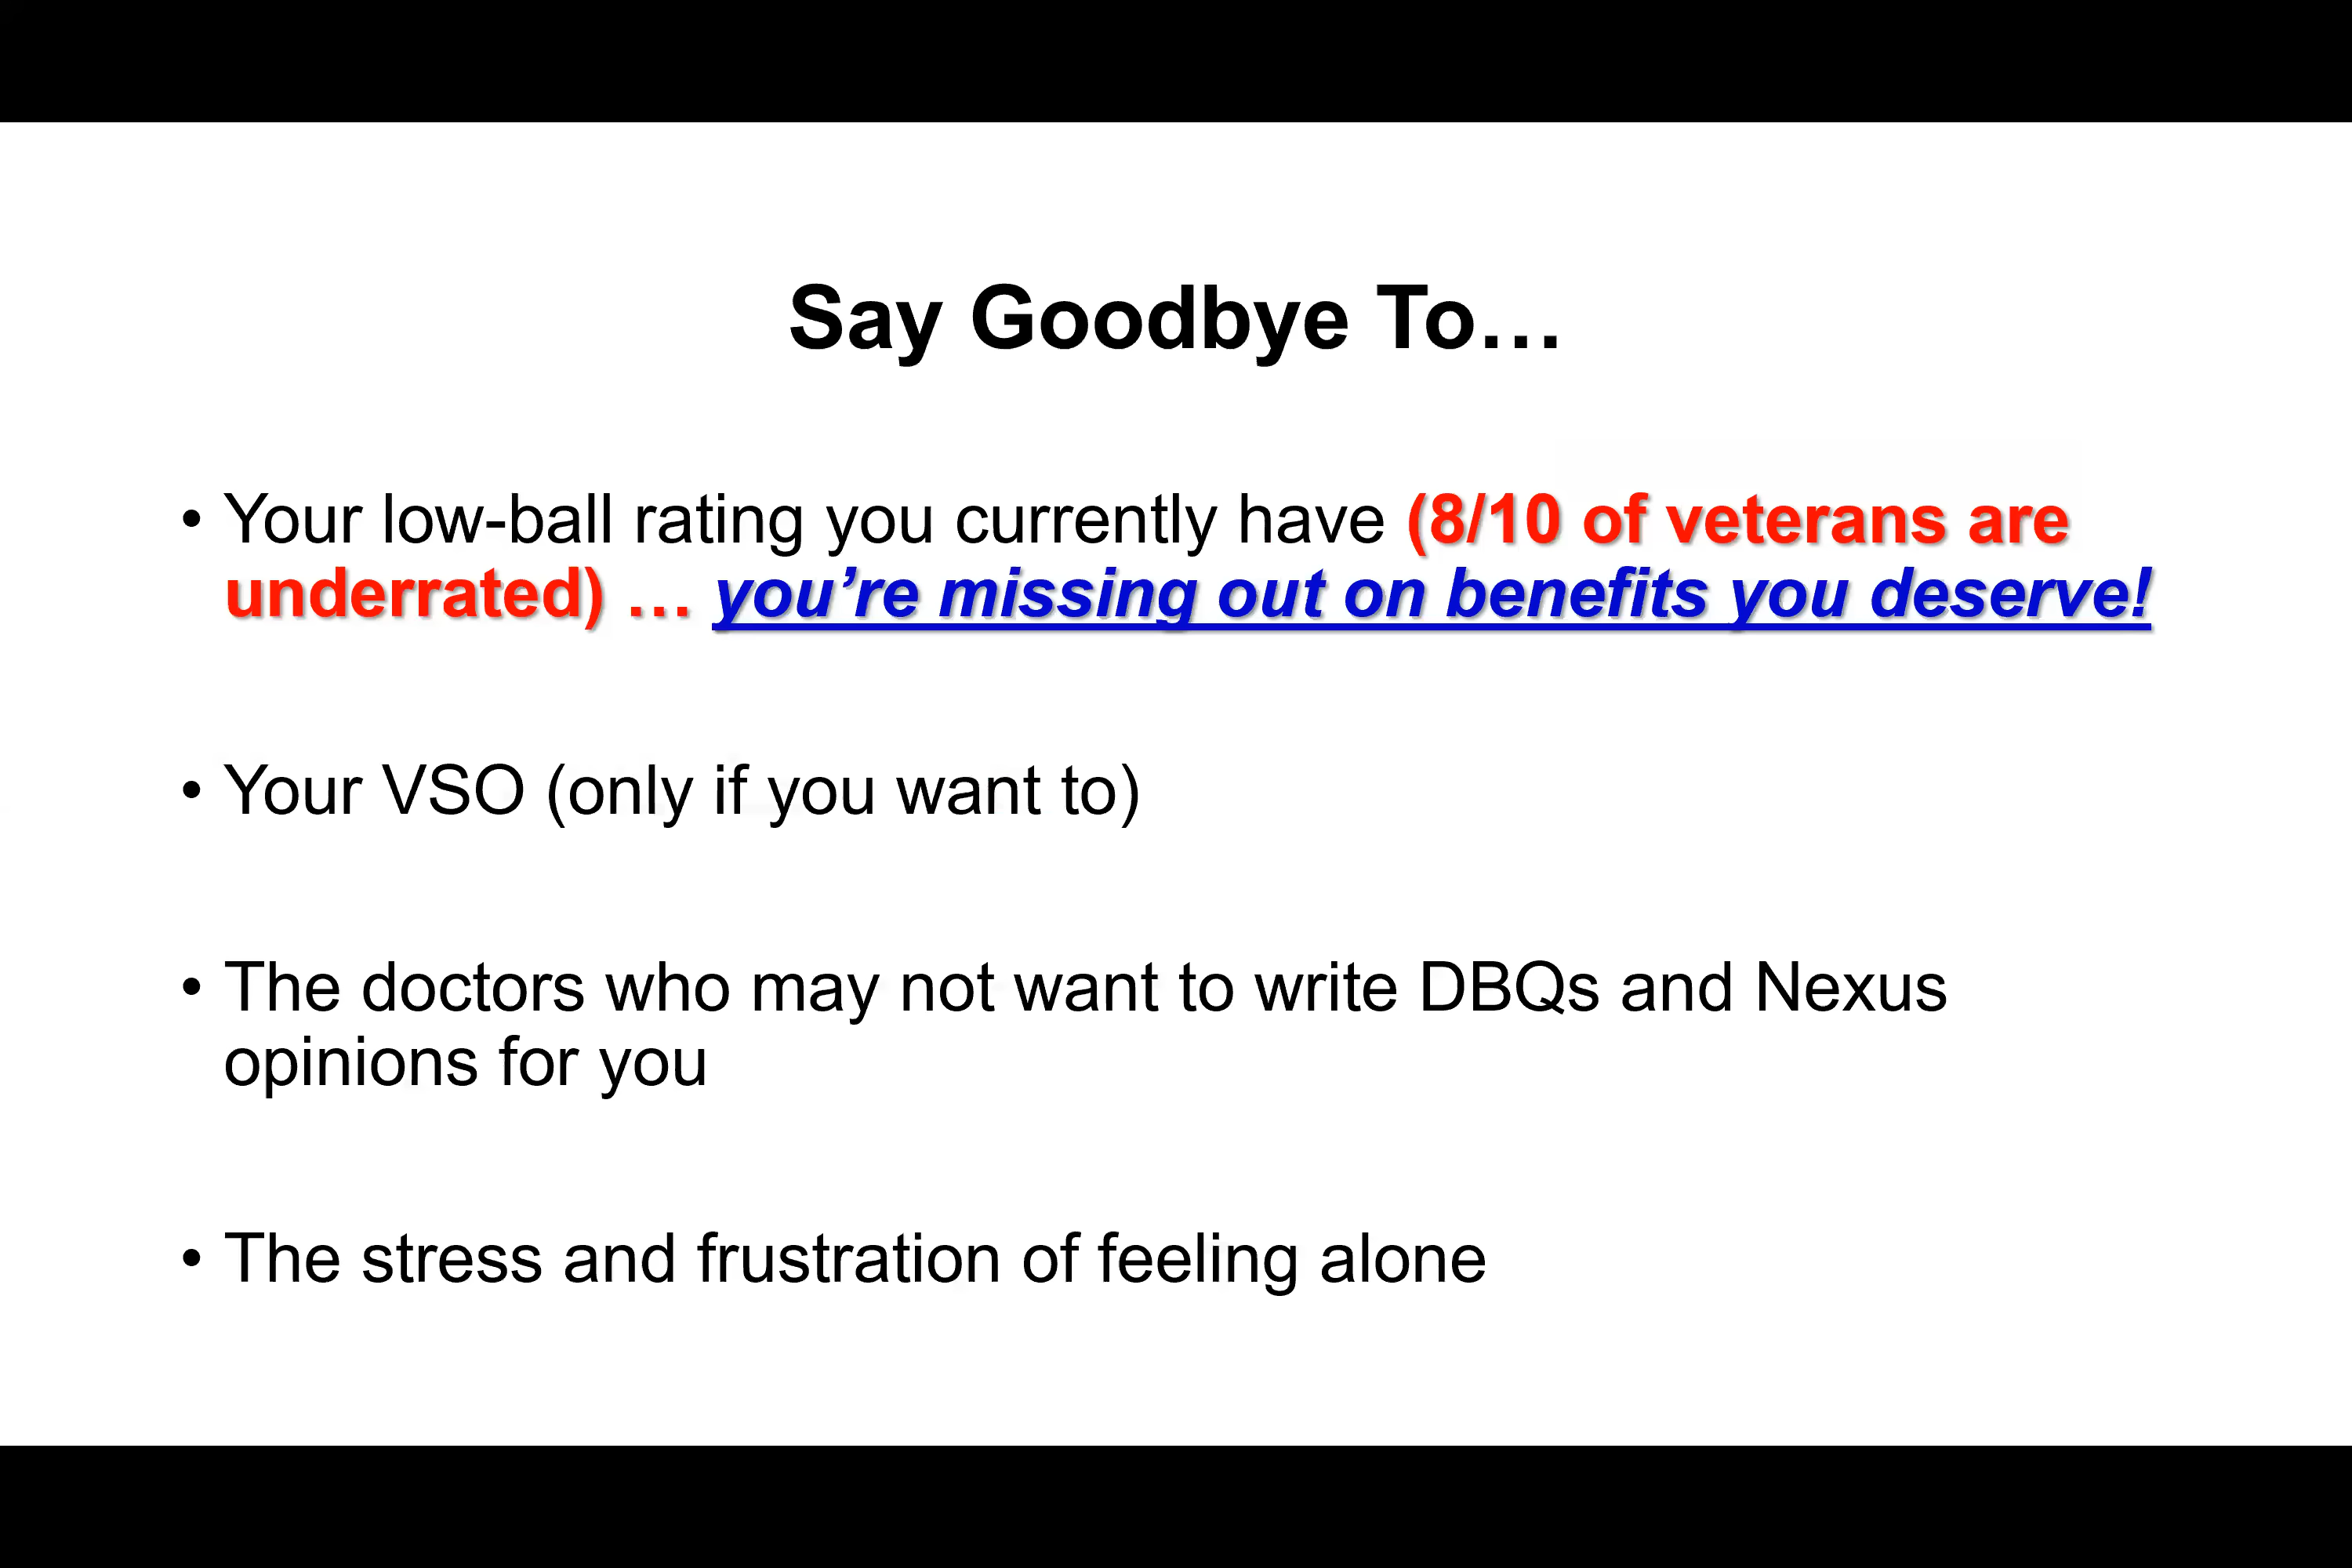 Say Goodbye To…
• Your low-ball rating you currently have (8/10 of veterans are
underrated) … you’re missing out on benefits you deserve!
• Your VSO (only if you want to)
• The doctors who may not want to write DBQs and Nexus
opinions for you
• The stress and frustration of feeling alone